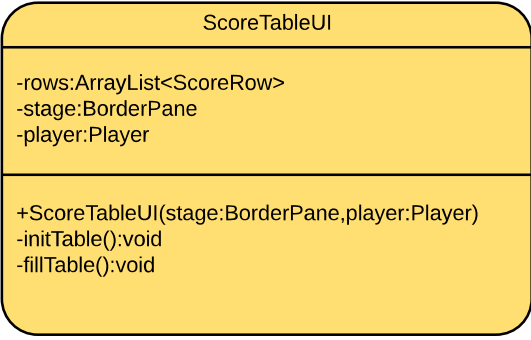 ScoreTableUI
-rows:ArrayList<ScoreRow>
-stage:BorderPane
-player:Player
+ScoreTableUI(stage:BorderPane,player:Player)
-initTable():void
-fillTable():void